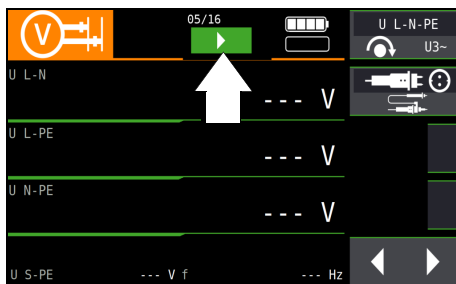 V
05/16
U L-N-PE
U3~
U L-N
--- V
U L-PE
--- V
U N-PE
--- V
U S-PE --- V f --- Hz